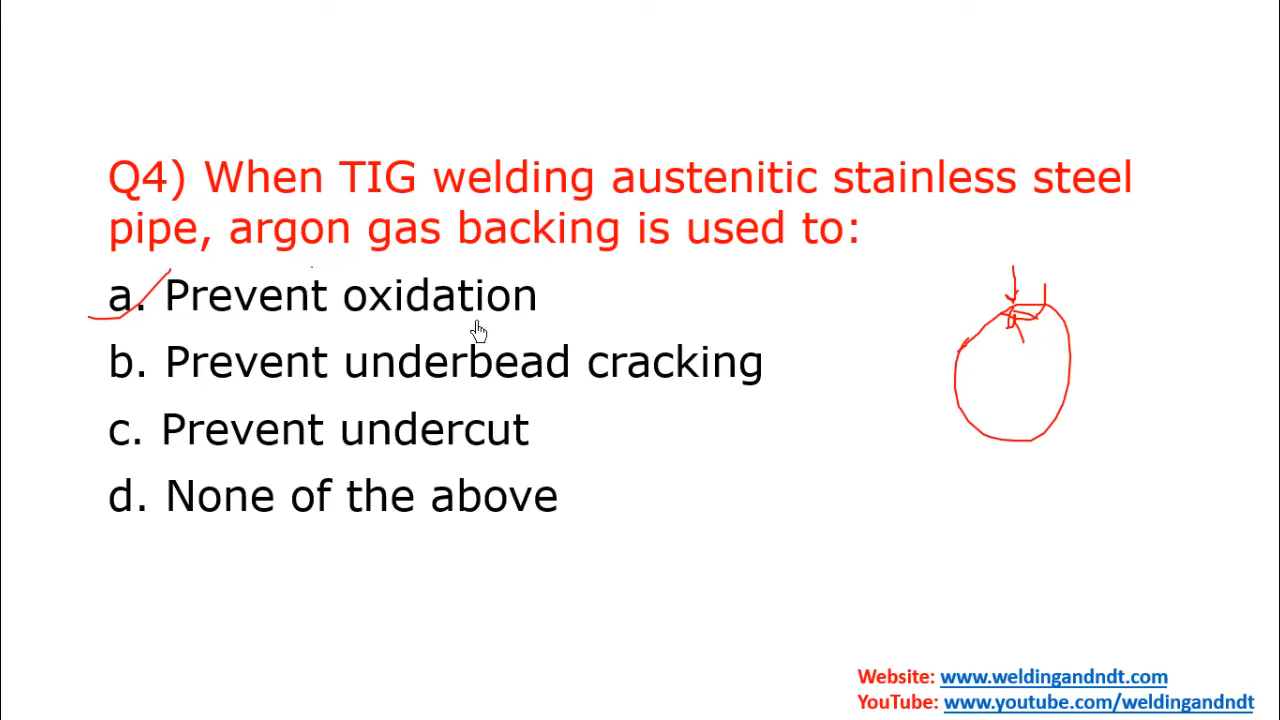 Q4) When TIG welding austenitic stainless steel
pipe, argon gas backing is used to:
a. Prevent oxidation
b. Prevent underbead cracking
c. Prevent undercut
d. None of the above
Website: www.weldingandndt.com
YouTube: www.youtube.com/weldingandndt